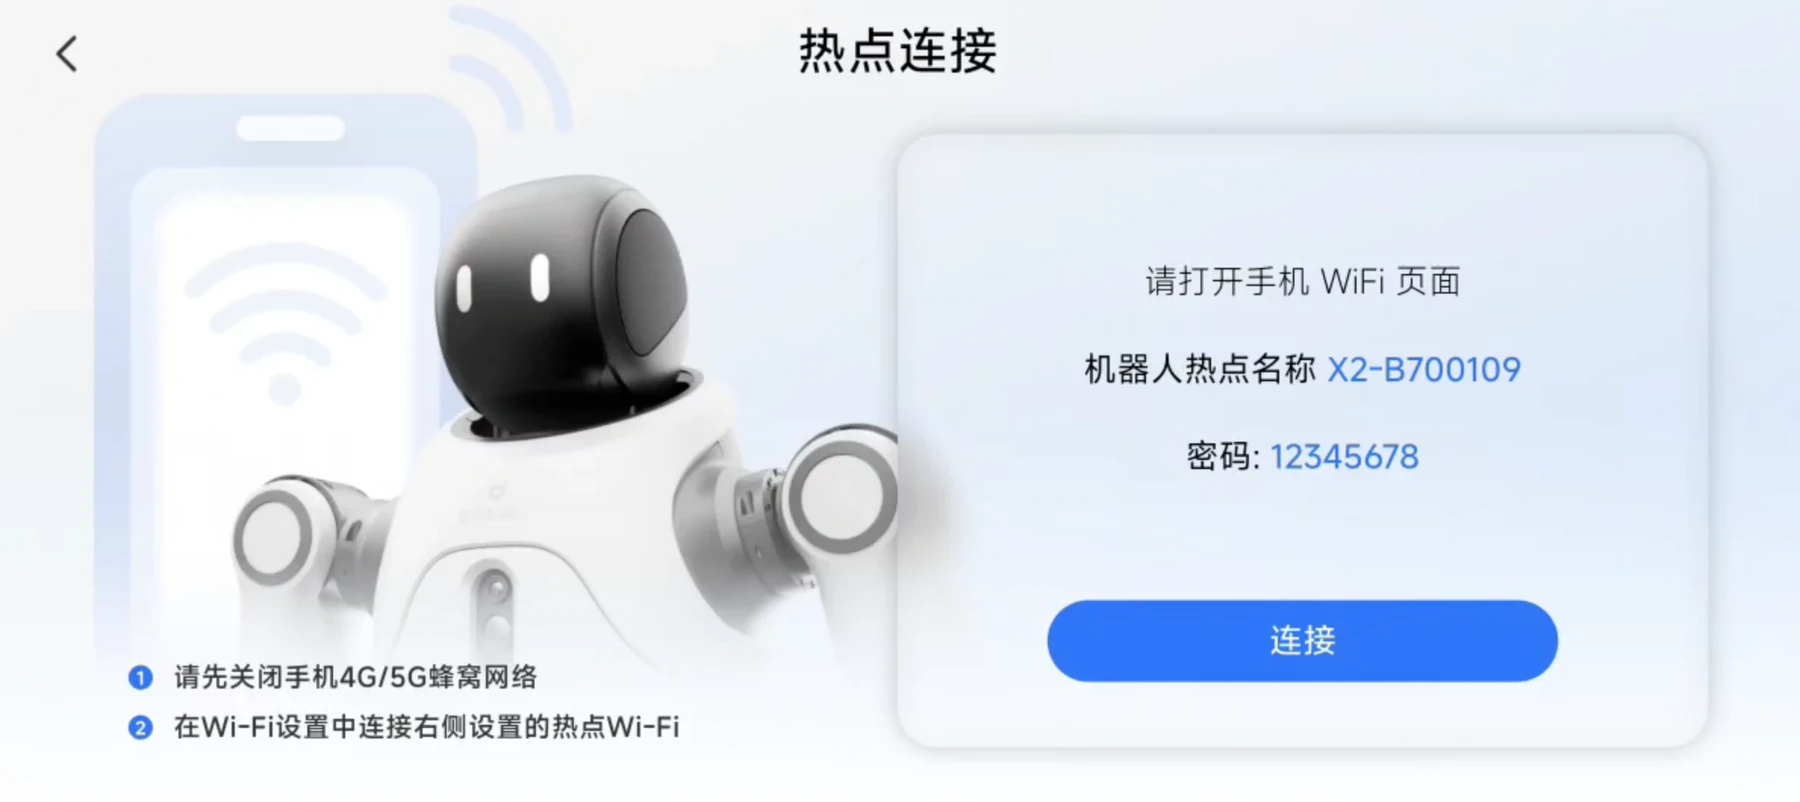 热点连接
请打开手机 WiFi 页面
机器人热点名称 X2-B700109
密码: 12345678
连接
1 请先关闭手机4G/5G蜂窝网络
2 在Wi-Fi设置中连接右侧设置的热点Wi-Fi